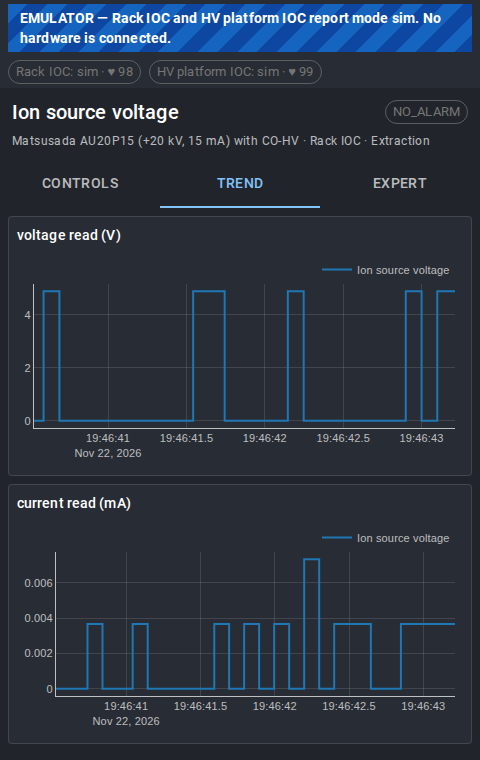 EMULATOR — Rack IOC and HV platform IOC report mode sim. No
hardware is connected.
Rack IOC: sim · ♥ 98
HV platform IOC: sim · ♥ 99
Ion source voltage
NO_ALARM
Matsusada AU20P15 (+20 kV, 15 mA) with CO-HV · Rack IOC · Extraction
CONTROLS
TREND
EXPERT
voltage read (V)
Ion source voltage
4
2
0
19:46:41
19:46:41.5
19:46:42
19:46:42.5
19:46:43
Nov 22, 2026
current read (mA)
Ion source voltage
0.006
0.004
0.002
0
19:46:41
19:46:41.5
19:46:42
19:46:42.5
19:46:43
Nov 22, 2026